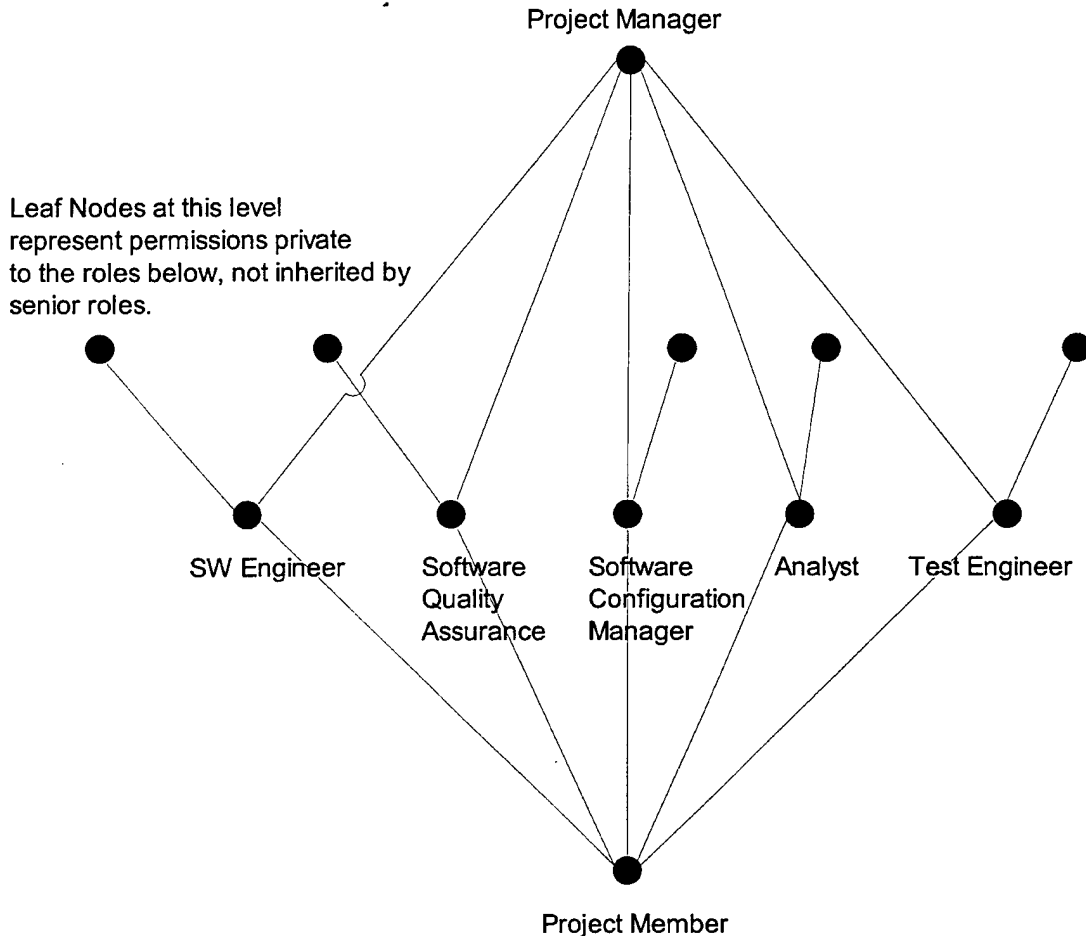 Project Manager
Leaf Nodes at this level
represent permissions private
to the roles below, not inherited by
senior roles.
SW Engineer
Software
Quality
Assurance
Software
Configuration
Manager
Analyst
Test Engineer
Project Member